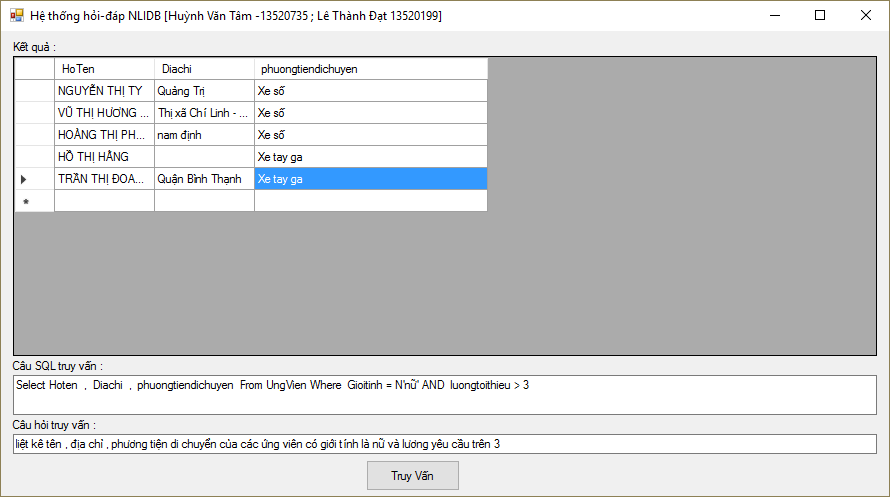 Hệ thống hỏi-đáp NLIDB [Huỳnh Văn Tâm -13520735 ; Lê Thành Đạt 13520199]
Kết quả :
HoTen Diachi phuongtiendichuyen
NGUYỄN THỊ TY Quảng Trị Xe số
VŨ THỊ HƯƠNG ... Thị xã Chí Linh - ... Xe số
HOÀNG THỊ PH... nam định Xe số
HỒ THỊ HẰNG Xe tay ga
TRẦN THỊ ĐOA... Quận Bình Thạnh Xe tay ga
Câu SQL truy vấn :
Select Hoten , Diachi , phuongtiendichuyen From UngVien Where Gioitinh = N'nữ' AND luongtoithieu > 3
Câu hỏi truy vấn :
liệt kê tên , địa chỉ , phương tiện di chuyển của các ứng viên có giới tính là nữ và lương yêu cầu trên 3
Truy Vấn